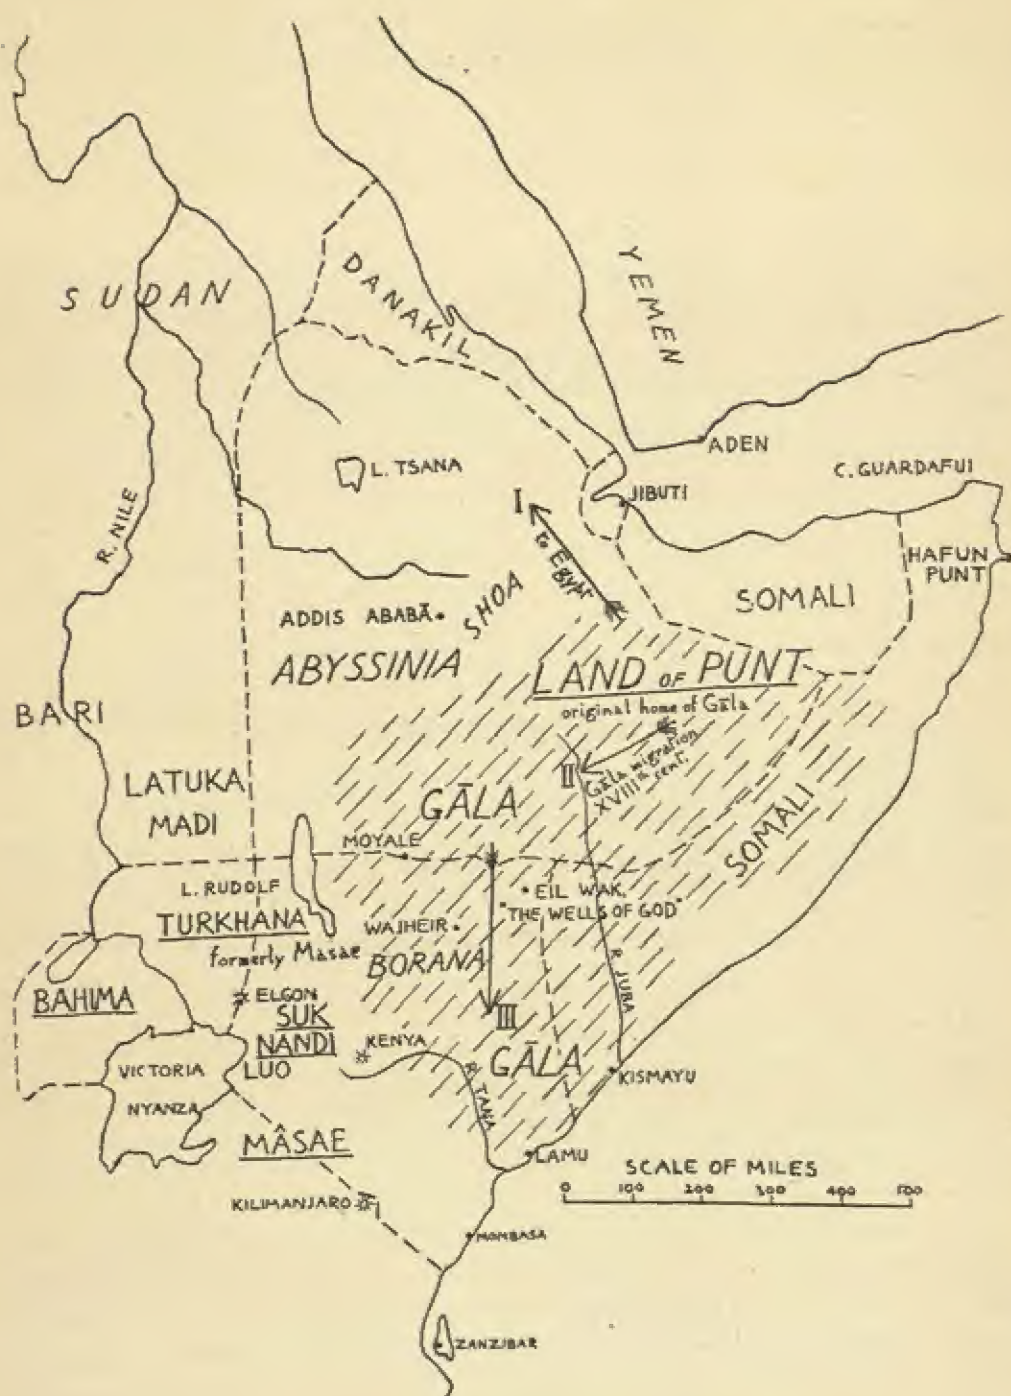 YEMEN
DANAKIL
SUDAN
ADEN
L. TSANA
C. GUARDAFUI
JIBUTI
R. NILE
I
to Egypt
HAFUN
PUNT
SOMALI
SHOA
ADDIS ABABĀ
ABYSSINIA
LAND OF PUNT
original home of Gāla
BARI
II
Gāla migration
XVIIIth cent.
LATUKA
MADI
GĀLA
SOMALI
MOYALE
L. RUDOLF
EIL WAK.
"THE WELLS OF GOD"
TURKHANA
WAJHEIR
formerly Masae
BORANA
R. JUBA
BAHIMA
ELGON
SUK
NANDI
III
KENYA
GĀLA
VICTORIA
LUO
KISMAYU
NYANZA
R. TANA
MÂSAE
LAMU
SCALE OF MILES
0 100 200 300 400 500
KILIMANJARO
MOMBASA
ZANZIBAR